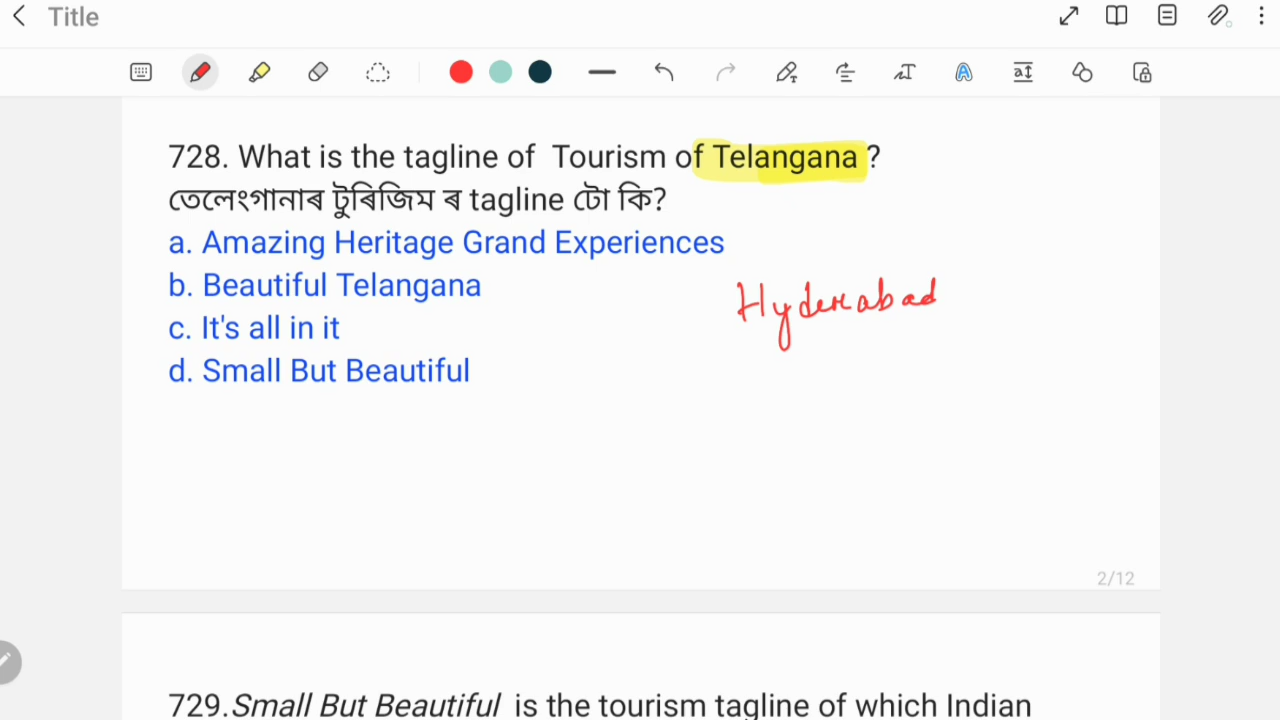 Title
728. What is the tagline of Tourism of Telangana ?
তেলেংগানাৰ টুৰিজিম ৰ tagline টো কি?
a. Amazing Heritage Grand Experiences
b. Beautiful Telangana
Hyderabad
c. It's all in it
d. Small But Beautiful
2/12
729.Small But Beautiful is the tourism tagline of which Indian